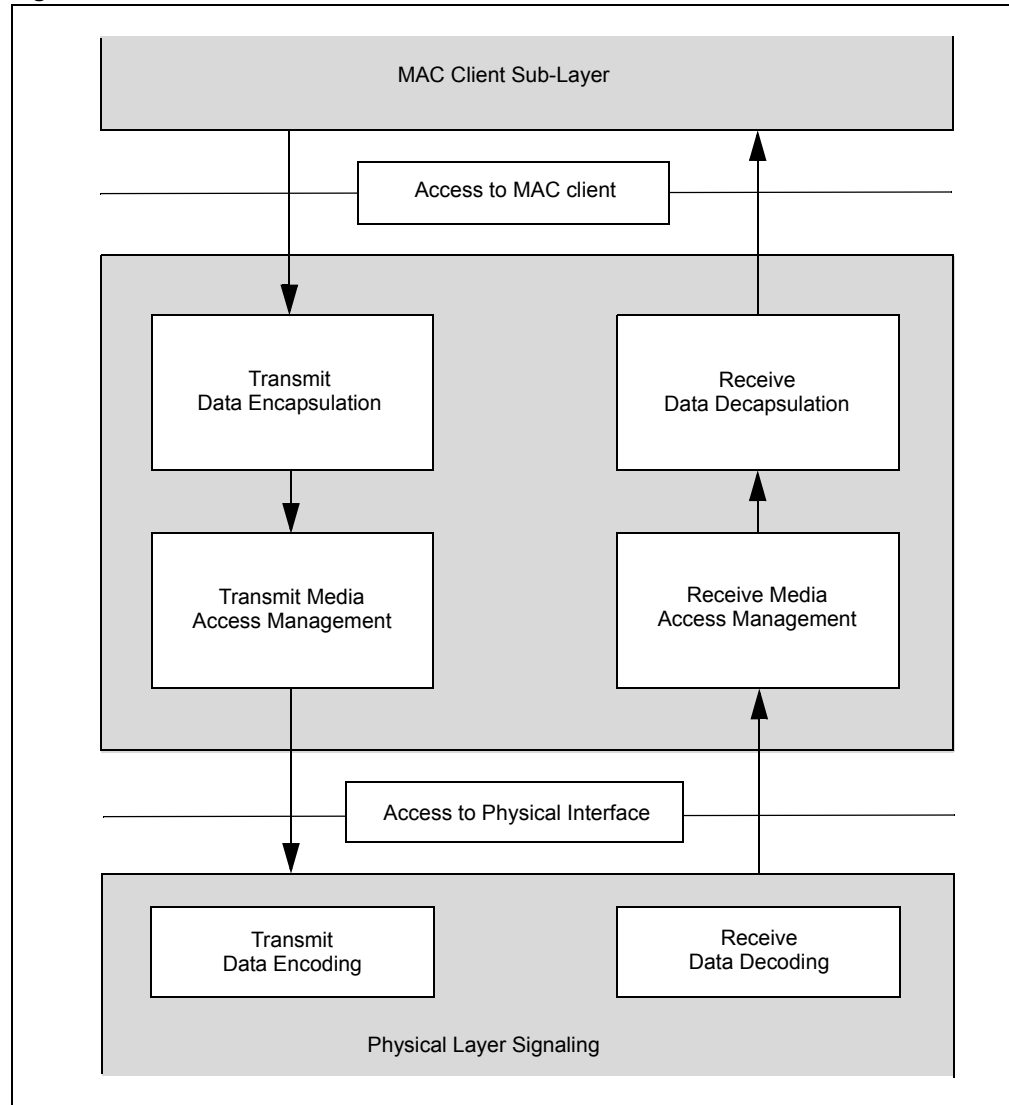 MAC Client Sub-Layer
Access to MAC client
Transmit
Data Encapsulation
Receive
Data Decapsulation
Transmit Media
Access Management
Receive Media
Access Management
Access to Physical Interface
Transmit
Data Encoding
Receive
Data Decoding
Physical Layer Signaling